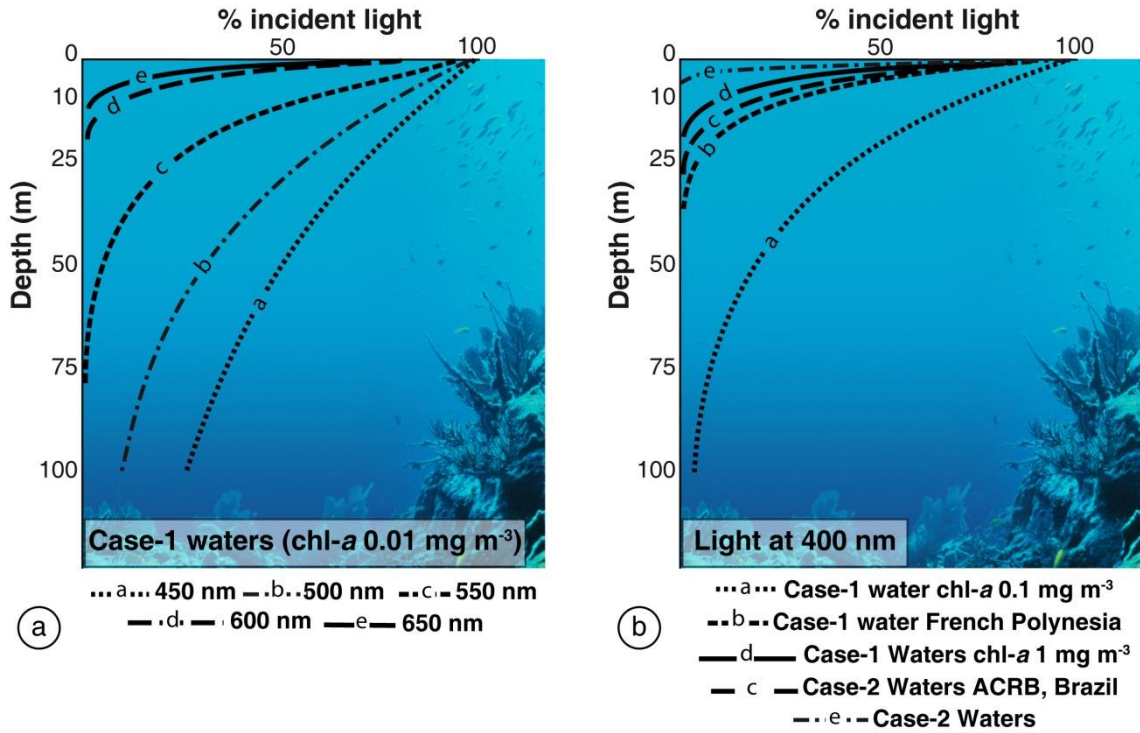 % incident light
0 50 100
10
25
50
75
100
Depth (m)
e
d
c
b
a
Case-1 waters (chl-a 0.01 mg m-3)
a 450 nm b 500 nm c 550 nm
d 600 nm e 650 nm
a
% incident light
0 50 100
10
25
50
75
100
Depth (m)
e
d
c
b
a
Light at 400 nm
a Case-1 water chl-a 0.1 mg m-3
b Case-1 water French Polynesia
d Case-1 Waters chl-a 1 mg m-3
c Case-2 Waters ACRB, Brazil
e Case-2 Waters
b